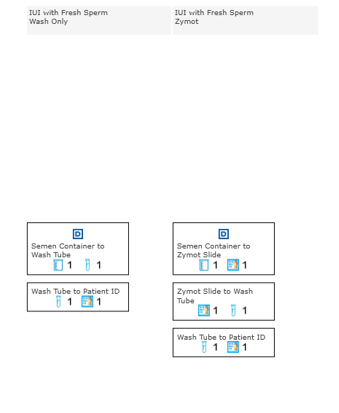 IUI with Fresh Sperm
Wash Only
IUI with Fresh Sperm
Zymot
D
Semen Container to
Wash Tube
1 1
Wash Tube to Patient ID
1 1
D
Semen Container to
Zymot Slide
1 1
Zymot Slide to Wash
Tube
1 1
Wash Tube to Patient ID
1 1